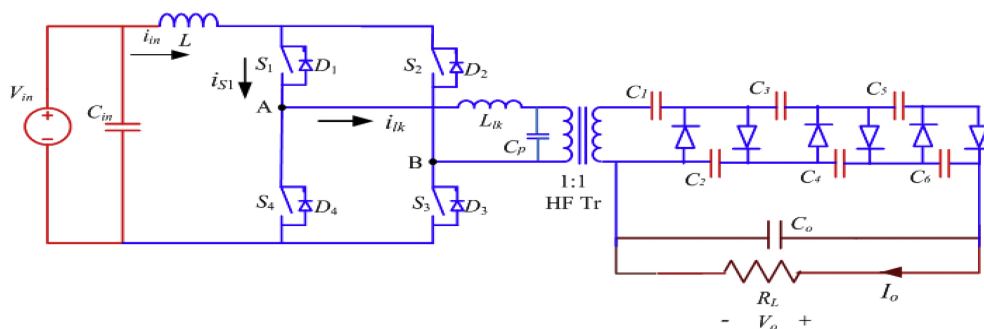 i_in L
S_1 D_1 S_2 D_2
i_S1
V_in C_in
A
i_lk L_lk C_p
B
S_4 D_4 S_3 D_3
1:1
HF Tr
C_1 C_3 C_5
C_2 C_4 C_6
C_o
R_L I_o
- V_o +
+
−